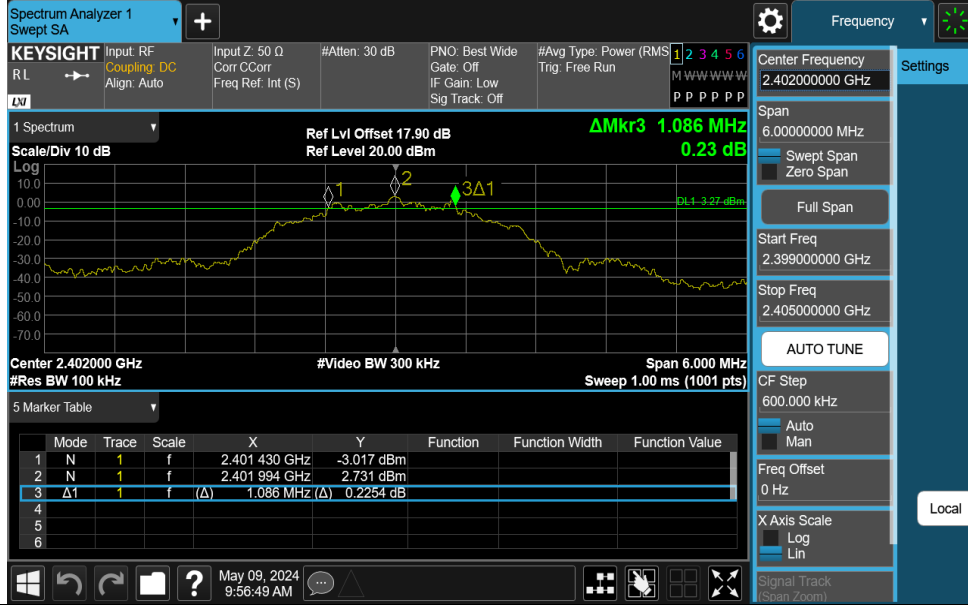 Spectrum Analyzer 1
Swept SA
Frequency
KEYSIGHT
R L
LXI
Input: RF
Coupling: DC
Align: Auto
Input Z: 50 Ω
Corr CCorr
Freq Ref: Int (S)
#Atten: 30 dB
PNO: Best Wide
Gate: Off
IF Gain: Low
Sig Track: Off
#Avg Type: Power (RMS
Trig: Free Run
1 2 3 4 5 6
M W W W W W
P P P P P P
1 Spectrum
Scale/Div 10 dB
Ref Lvl Offset 17.90 dB
Ref Level 20.00 dBm
ΔMkr3 1.086 MHz
0.23 dB
Log
10.0
0.00
-10.0
-20.0
-30.0
-40.0
-50.0
-60.0
-70.0
1
2
3Δ1
DL1 -3.27 dBm
Center 2.402000 GHz
#Video BW 300 kHz
Span 6.000 MHz
#Res BW 100 kHz
Sweep 1.00 ms (1001 pts)
5 Marker Table
Mode Trace Scale X Y Function Function Width Function Value
1 N 1 f 2.401 430 GHz -3.017 dBm
2 N 1 f 2.401 994 GHz 2.731 dBm
3 Δ1 1 f (Δ) 1.086 MHz (Δ) 0.2254 dB
4
5
6
May 09, 2024
9:56:49 AM
Center Frequency
2.402000000 GHz
Settings
Span
6.00000000 MHz
Swept Span
Zero Span
Full Span
Start Freq
2.399000000 GHz
Stop Freq
2.405000000 GHz
AUTO TUNE
CF Step
600.000 kHz
Auto
Man
Freq Offset
0 Hz
Local
X Axis Scale
Log
Lin
Signal Track
(Span Zoom)